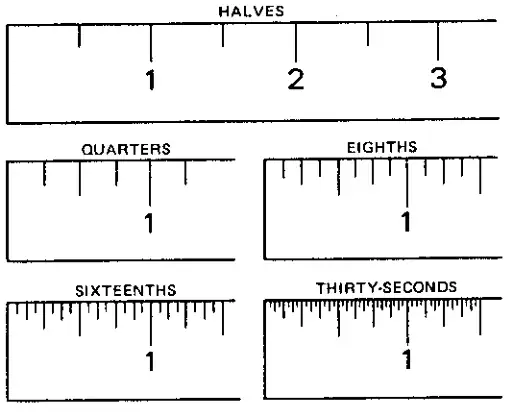 HALVES
1 2 3
QUARTERS EIGHTHS
1 1
SIXTEENTHS THIRTY-SECONDS
1 1